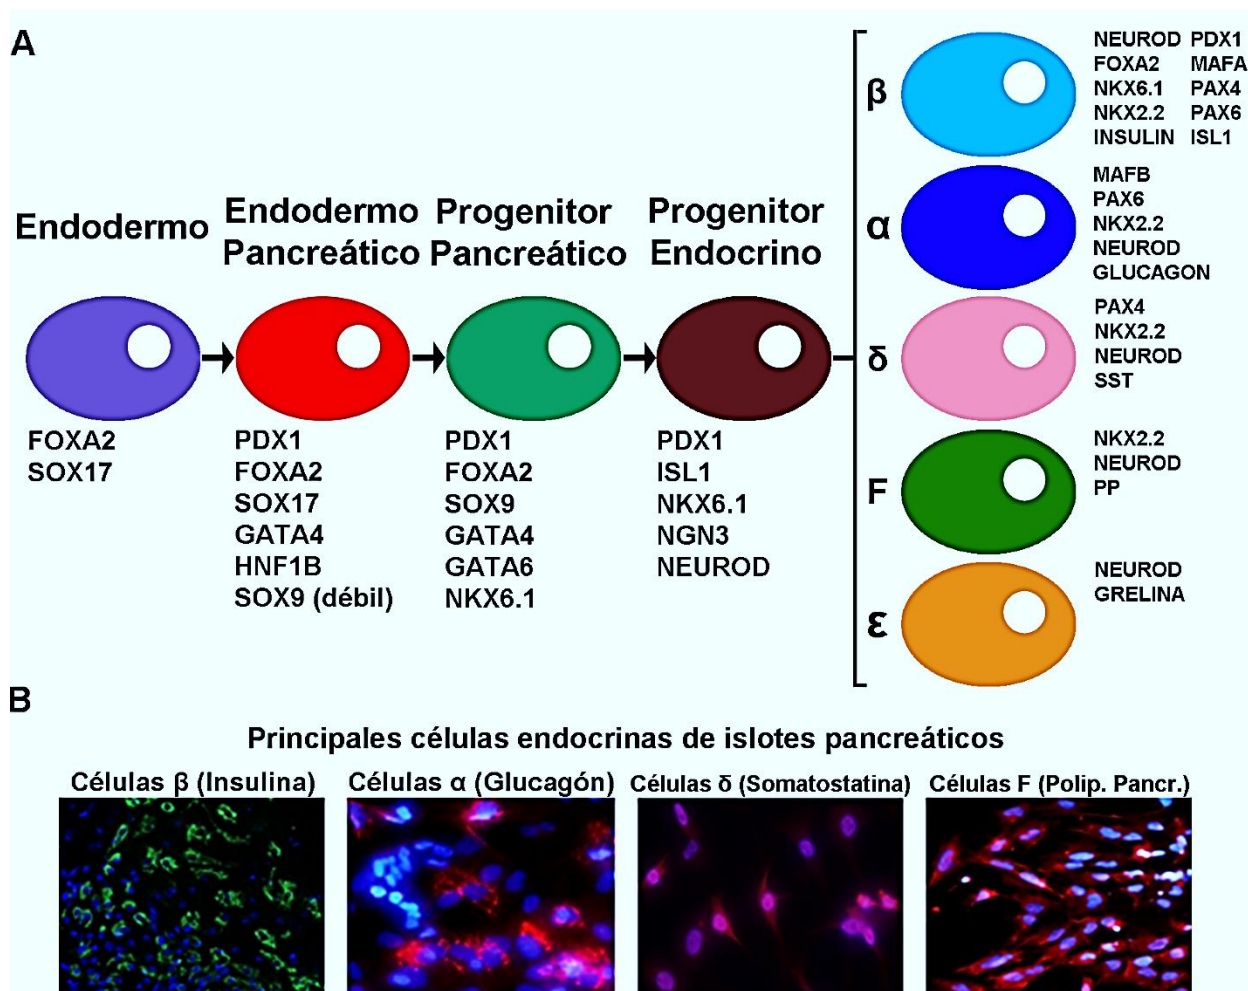 A
Endodermo
Endodermo
Pancreático
Progenitor
Pancreático
Progenitor
Endocrino
FOXA2
SOX17
PDX1
FOXA2
SOX17
GATA4
HNF1B
SOX9 (débil)
PDX1
FOXA2
SOX9
GATA4
GATA6
NKX6.1
PDX1
ISL1
NKX6.1
NGN3
NEUROD
β
NEUROD PDX1
FOXA2 MAFA
NKX6.1 PAX4
NKX2.2 PAX6
INSULIN ISL1
α
MAFB
PAX6
NKX2.2
NEUROD
GLUCAGON
δ
PAX4
NKX2.2
NEUROD
SST
F
NKX2.2
NEUROD
PP
ε
NEUROD
GRELINA
B
Principales células endocrinas de islotes pancreáticos
Células β (Insulina)
Células α (Glucagón)
Células δ (Somatostatina)
Células F (Polip. Pancr.)